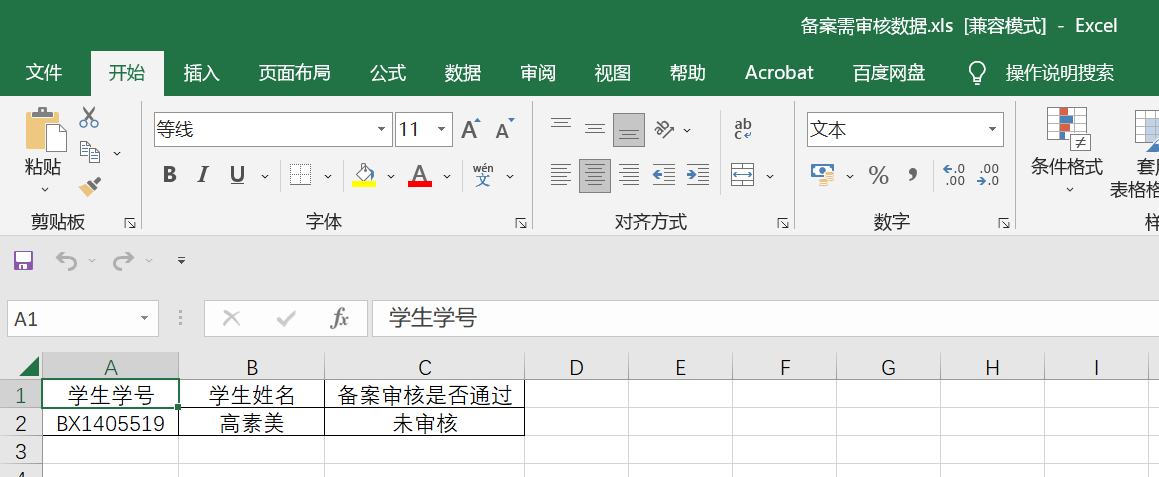 备案需审核数据.xls [兼容模式] - Excel
文件 开始 插入 页面布局 公式 数据 审阅 视图 帮助 Acrobat 百度网盘 操作说明搜索
等线 11 A A ab c 文本
粘贴 B I U A wén 文 % , .0 .00 .00 .0 条件格式 套 表格格
剪贴板 字体 对齐方式 数字
A1 fx 学生学号
A B C D E F G H I
1 学生学号 学生姓名 备案审核是否通过
2 BX1405519 高素美 未审核
3